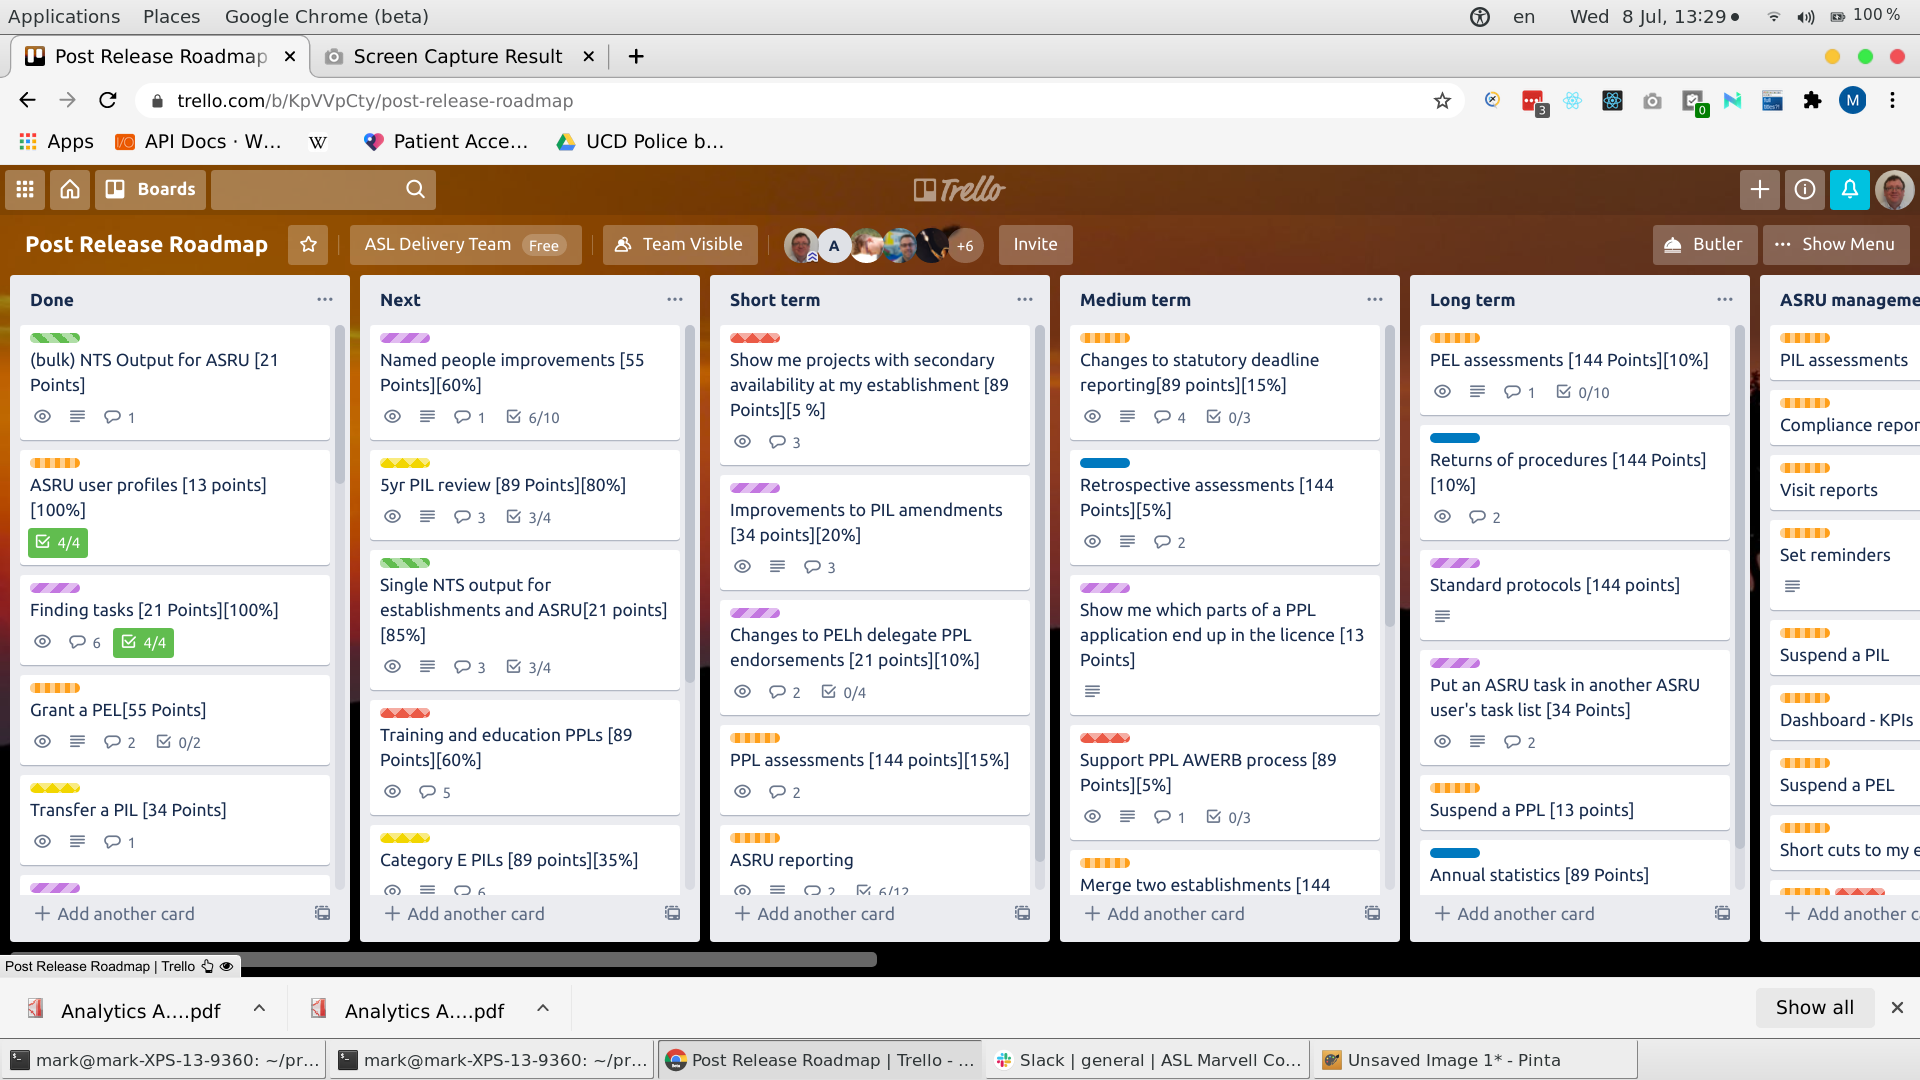 Applications Places Google Chrome (beta) en Wed 8 Jul, 13:29 100 %
Post Release Roadmap Screen Capture Result
trello.com/b/KpVVpCty/post-release-roadmap 3 0 M
Apps API Docs · W... W Patient Acce... UCD Police b...
Boards Trello
Post Release Roadmap ASL Delivery Team Free Team Visible A +6 Invite Butler Show Menu
Done
(bulk) NTS Output for ASRU [21
Points]
1
ASRU user profiles [13 points]
[100%]
4/4
Finding tasks [21 Points][100%]
6 4/4
Grant a PEL[55 Points]
2 0/2
Transfer a PIL [34 Points]
1
Add another card
Next
Named people improvements [55
Points][60%]
1 6/10
5yr PIL review [89 Points][80%]
3 3/4
Single NTS output for
establishments and ASRU[21 points]
[85%]
3 3/4
Training and education PPLs [89
Points][60%]
5
Category E PILs [89 points][35%]
6
Add another card
Short term
Show me projects with secondary
availability at my establishment [89
Points][5 %]
3
Improvements to PIL amendments
[34 points][20%]
3
Changes to PELh delegate PPL
endorsements [21 points][10%]
2 0/4
PPL assessments [144 points][15%]
2
ASRU reporting
2 6/12
Add another card
Medium term
Changes to statutory deadline
reporting[89 points][15%]
4 0/3
Retrospective assessments [144
Points][5%]
2
Show me which parts of a PPL
application end up in the licence [13
Points]
Support PPL AWERB process [89
Points][5%]
1 0/3
Merge two establishments [144
Add another card
Long term
PEL assessments [144 Points][10%]
1 0/10
Returns of procedures [144 Points]
[10%]
2
Standard protocols [144 points]
Put an ASRU task in another ASRU
user's task list [34 Points]
2
Suspend a PPL [13 points]
Annual statistics [89 Points]
Add another card
ASRU manageme
PIL assessments
Compliance repor
Visit reports
Set reminders
Suspend a PIL
Dashboard - KPIs
Suspend a PEL
Short cuts to my e
Add another c
Post Release Roadmap | Trello
Analytics A....pdf Analytics A....pdf Show all
mark@mark-XPS-13-9360: ~/pr... mark@mark-XPS-13-9360: ~/pr... Post Release Roadmap | Trello - ... Slack | general | ASL Marvell Co... Unsaved Image 1* - Pinta